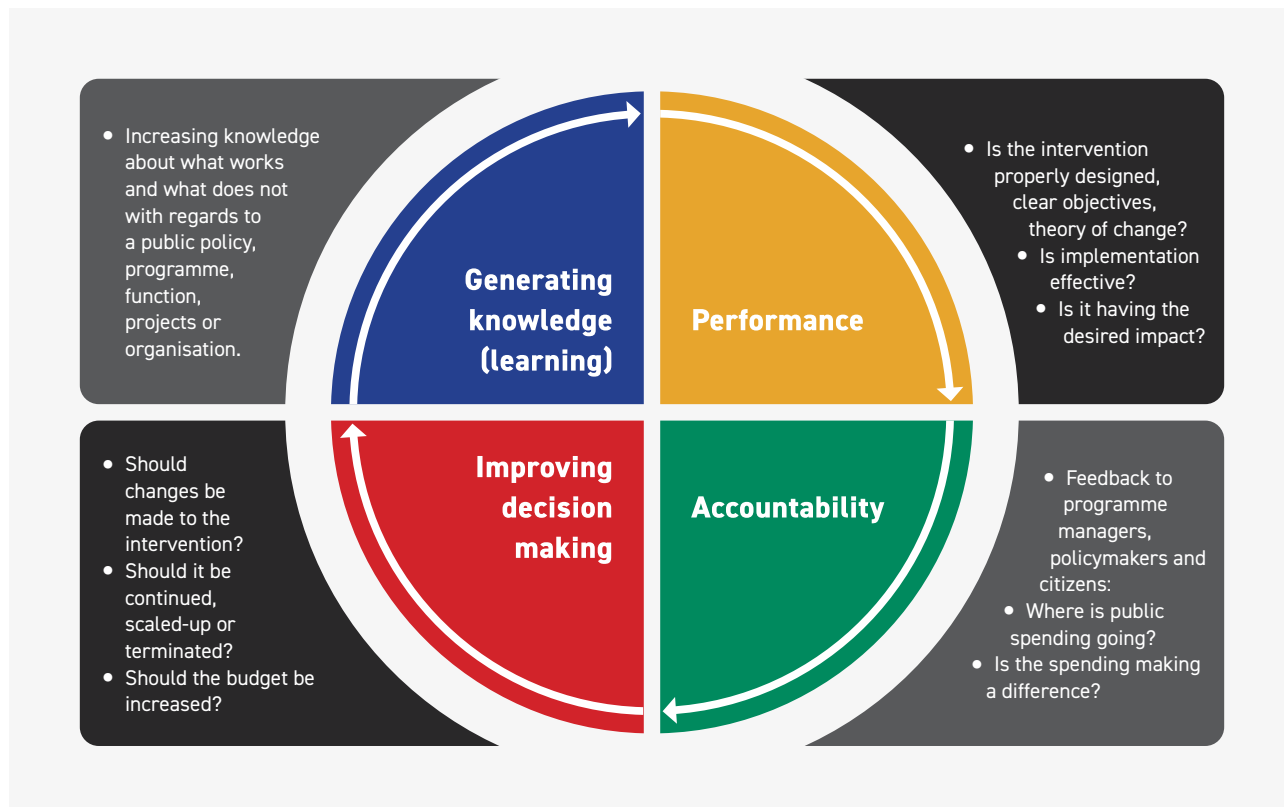 • Increasing knowledge
about what works
and what does not
with regards to
a public policy,
programme,
function,
projects or
organisation.
Generating
knowledge
(learning)
Performance
• Is the intervention
properly designed,
clear objectives,
theory of change?
• Is implementation
effective?
• Is it having the
desired impact?
• Should
changes be
made to the
intervention?
• Should it be
continued,
scaled-up or
terminated?
• Should the budget be
increased?
Improving
decision
making
Accountability
• Feedback to
programme
managers,
policymakers and
citizens:
• Where is public
spending going?
• Is the spending making
a difference?